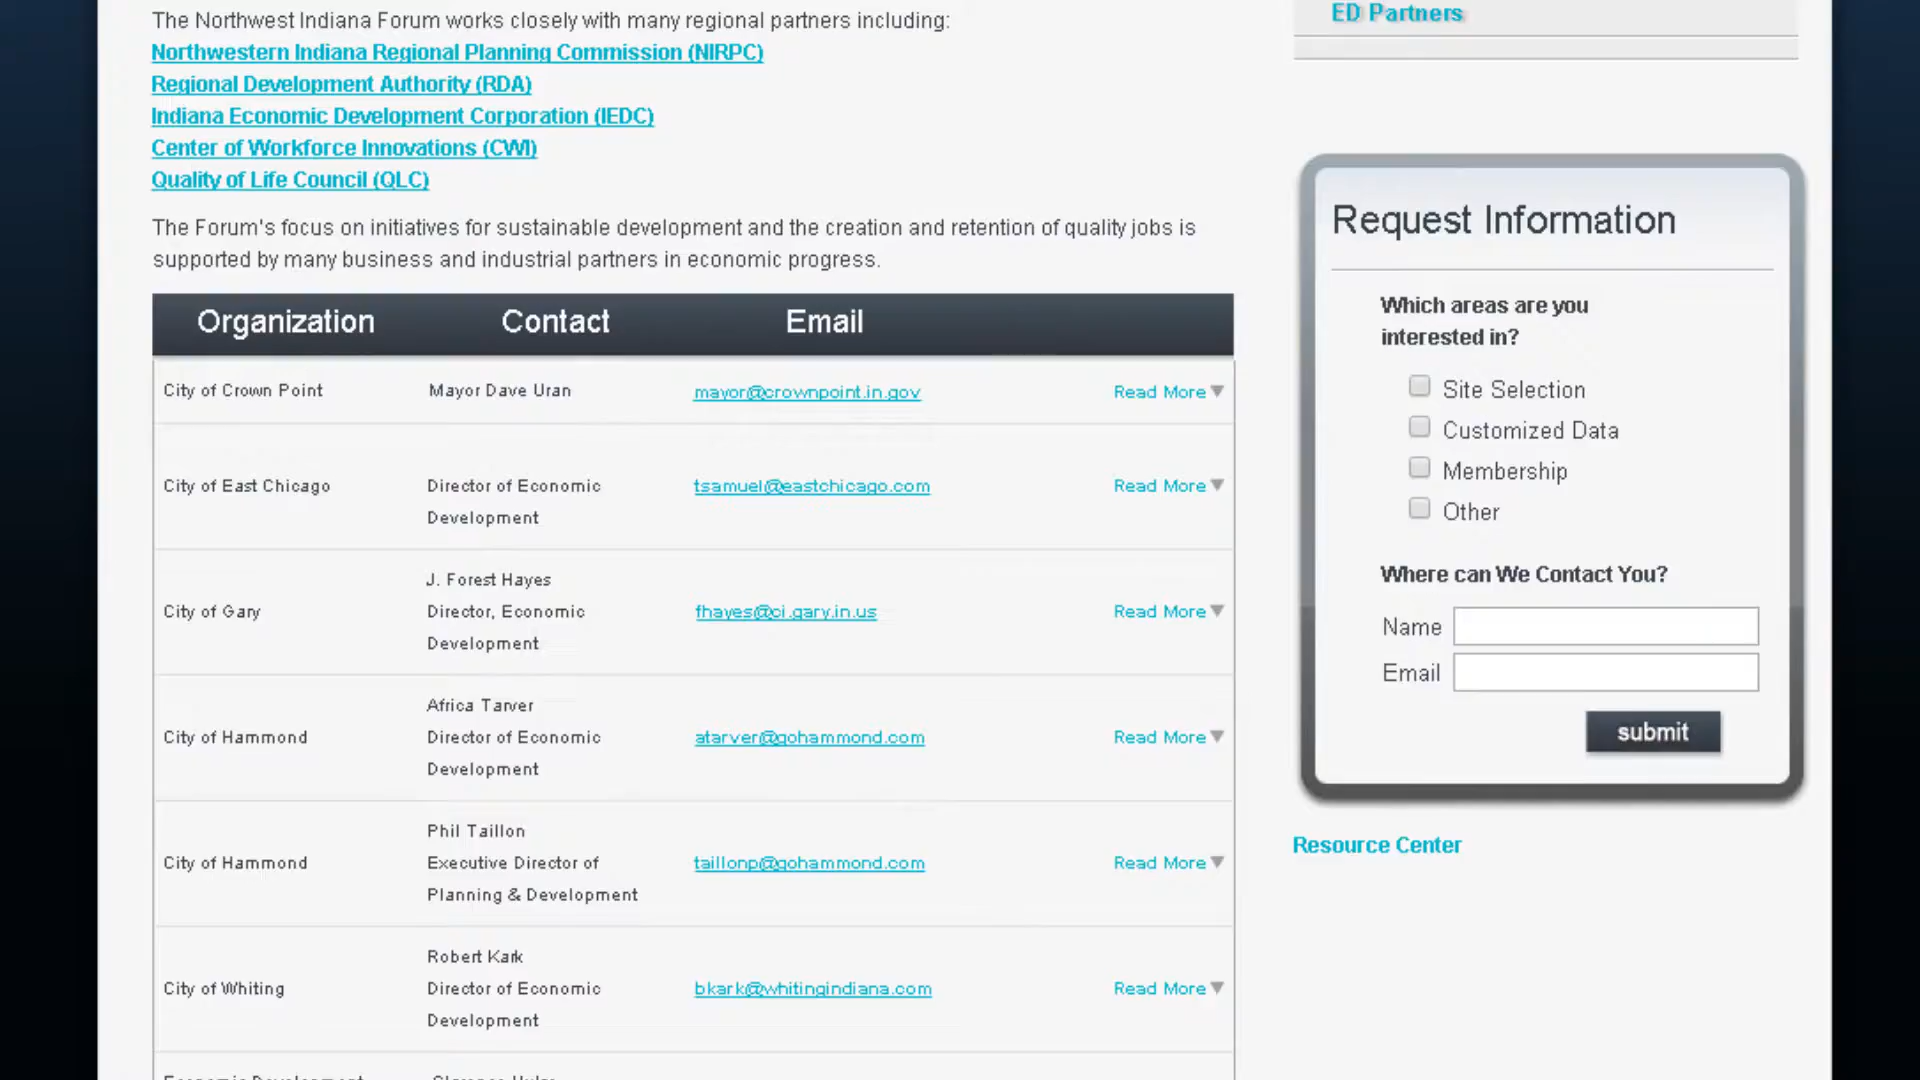 The Northwest Indiana Forum works closely with many regional partners including:
Northwestern Indiana Regional Planning Commission (NIRPC)
Regional Development Authority (RDA)
Indiana Economic Development Corporation (IEDC)
Center of Workforce Innovations (CWI)
Quality of Life Council (QLC)
The Forum's focus on initiatives for sustainable development and the creation and retention of quality jobs is
supported by many business and industrial partners in economic progress.
Organization Contact Email
City of Crown Point Mayor Dave Uran mayor@crownpoint.in.gov Read More
City of East Chicago Director of Economic tsamuel@eastchicago.com Read More
Development
J. Forest Hayes
City of Gary Director, Economic fhayes@ci.gary.in.us Read More
Development
Africa Tarver
City of Hammond Director of Economic atarver@gohammond.com Read More
Development
Phil Taillon
City of Hammond Executive Director of taillonp@gohammond.com Read More
Planning & Development
Robert Kark
City of Whiting Director of Economic bkark@whitingindiana.com Read More
Development
Economic Development
ED Partners
Request Information
Which areas are you
interested in?
Site Selection
Customized Data
Membership
Other
Where can We Contact You?
Name
Email
submit
Resource Center